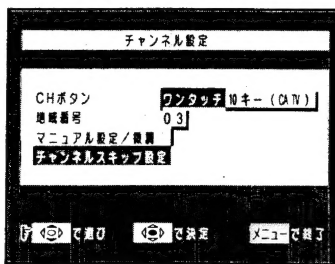 チャンネル設定
CHボタン ワンタッチ 10キー(CATV)
地域番号 03
マニュアル設定/微調
チャンネルスキップ設定
で選び で決定 メニューで終了